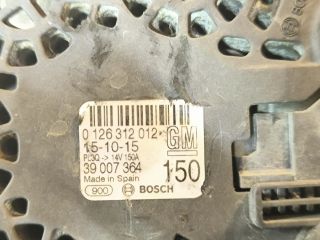 0 126 312 012
GM
15-10-15
PL3Q -> 14V 150A
39 007 364
150
Made in Spain
900
BOSCH